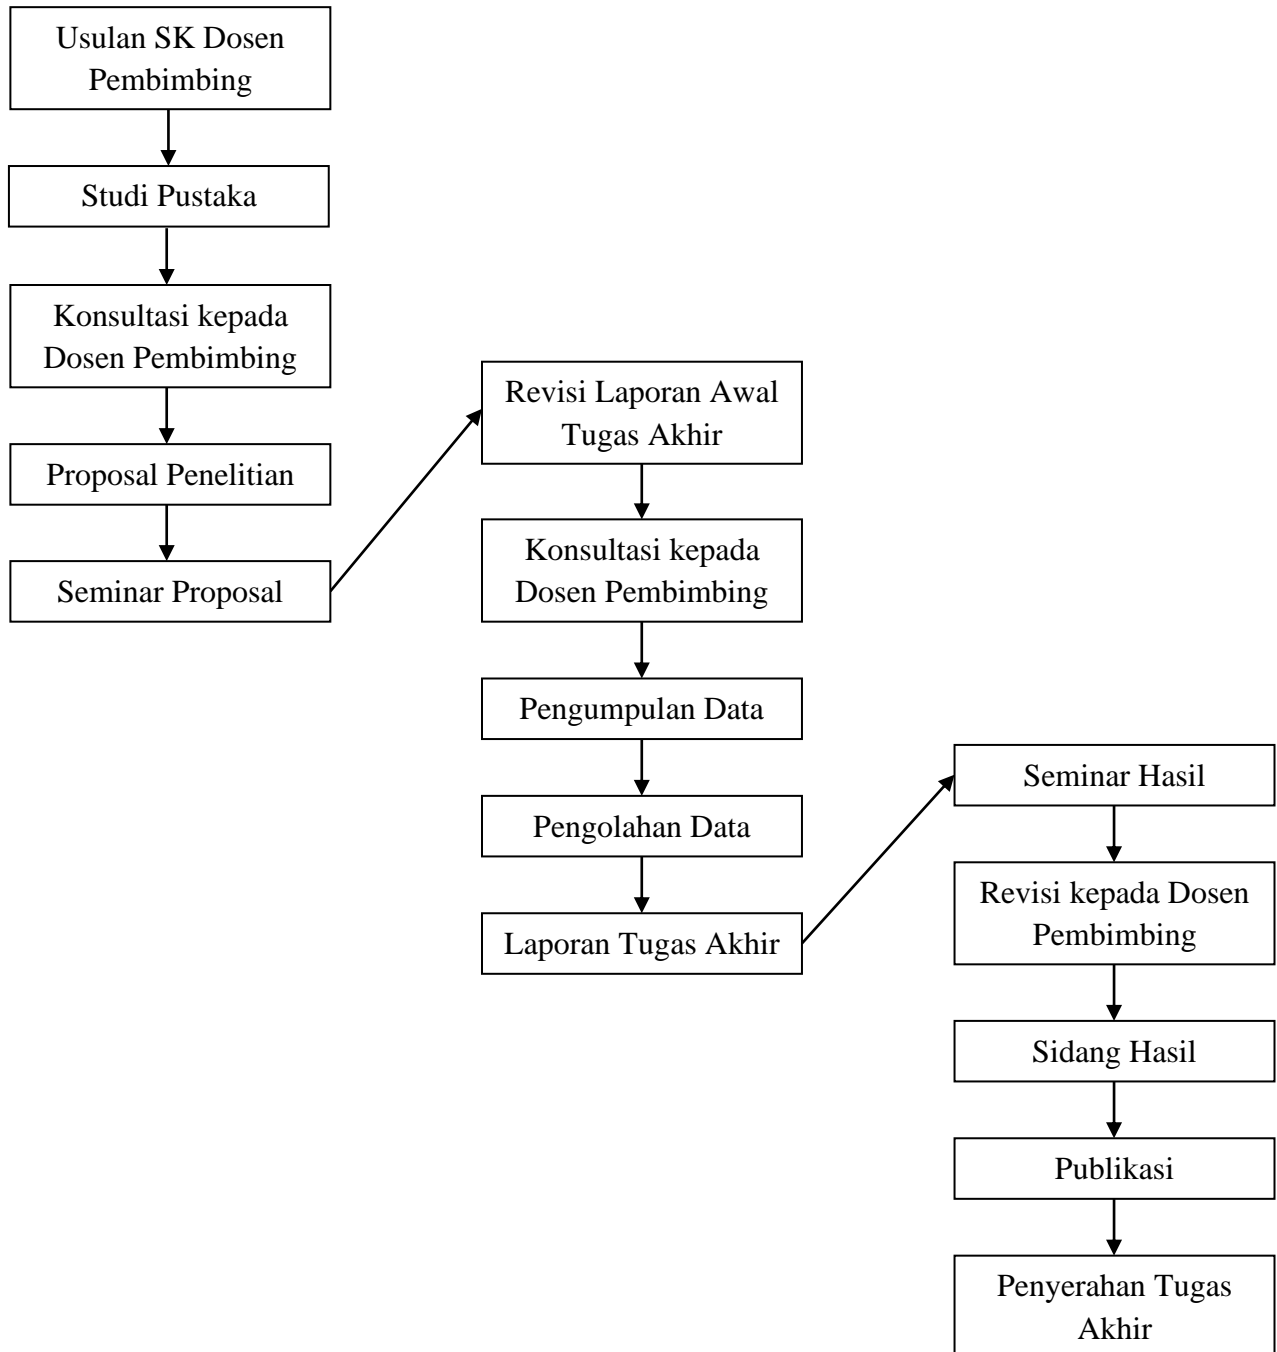 Usulan SK Dosen
Pembimbing
Studi Pustaka
Konsultasi kepada
Dosen Pembimbing
Proposal Penelitian
Seminar Proposal
Revisi Laporan Awal
Tugas Akhir
Konsultasi kepada
Dosen Pembimbing
Pengumpulan Data
Pengolahan Data
Laporan Tugas Akhir
Seminar Hasil
Revisi kepada Dosen
Pembimbing
Sidang Hasil
Publikasi
Penyerahan Tugas
Akhir